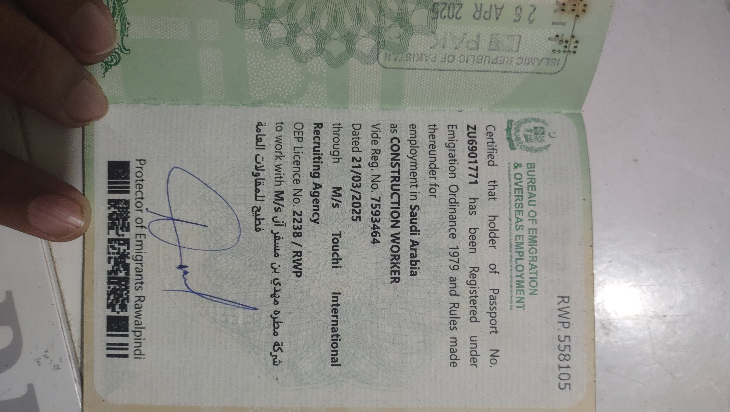 RWP. 558105
BUREAU OF EMIGRATION
& OVERSEAS EMPLOYMENT
Certified that holder of Passport No.
ZU6901771 has been Registered under
Emigration Ordinance 1979 and Rules made
thereunder for
employment in Saudi Arabia
as CONSTRUCTION WORKER
Vide Reg. No. 7593464
Dated 21/03/2025
through M/s Touchi International
Recruiting Agency
OEP Licence No. 2238 / RWP
to work with M/s شركة مطره مهدي بن مسفر آل -
فطيح للمقاولات العامة
Protector of Emigrants Rawalpindi
ISLAMIC REPUBLIC OF PAKISTAN
PAK
26 APR 2025